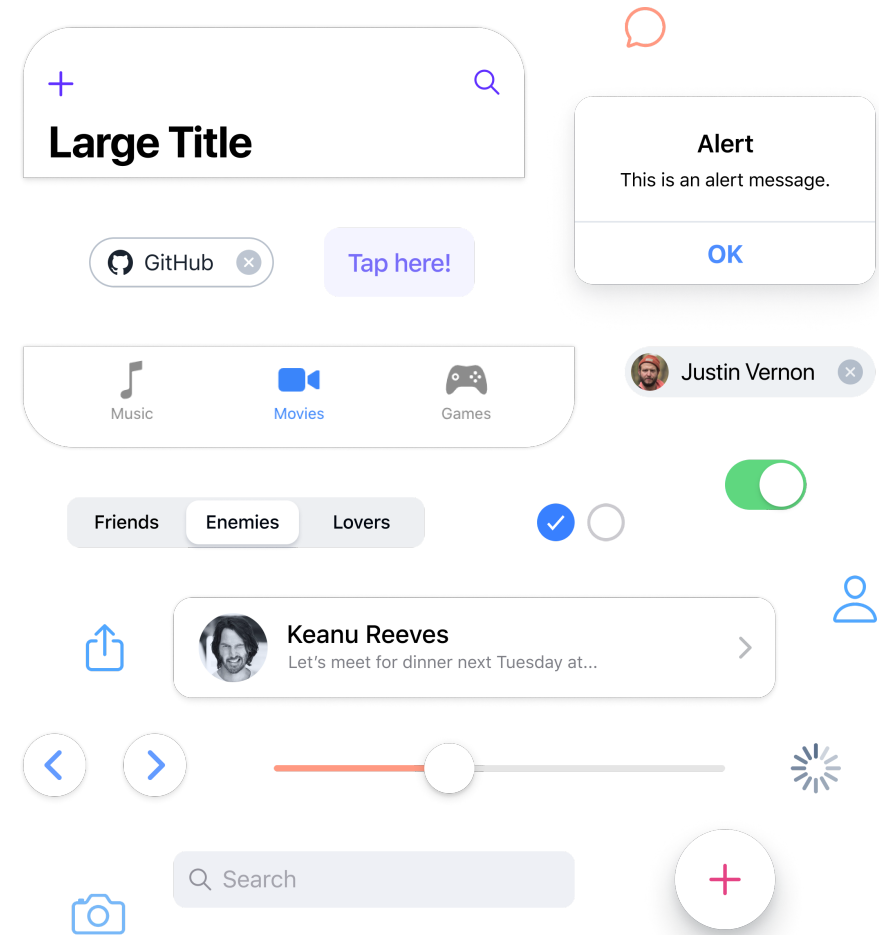 Large Title
Alert
This is an alert message.
OK
GitHub
Tap here!
Music
Movies
Games
Justin Vernon
Friends
Enemies
Lovers
Keanu Reeves
Let’s meet for dinner next Tuesday at...
Search